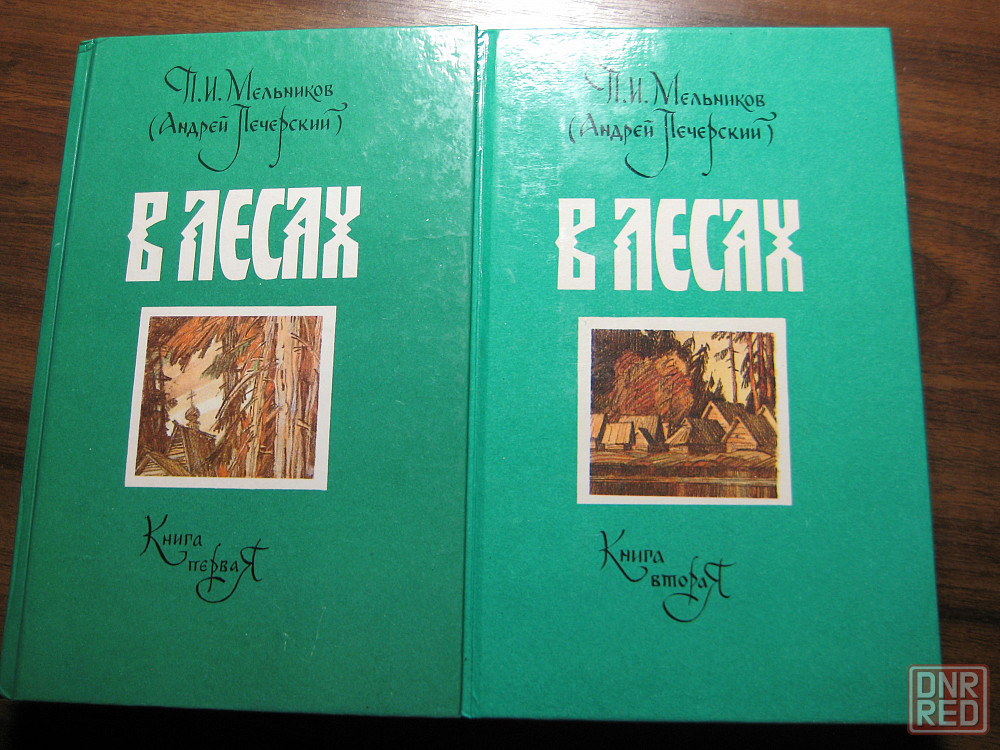 П.И. Мельников
(Андрей Печерский)
В ЛЕСАХ
Книга
первая
П.И. Мельников
(Андрей Печерский)
В ЛЕСАХ
Книга
вторая
DNR
RED